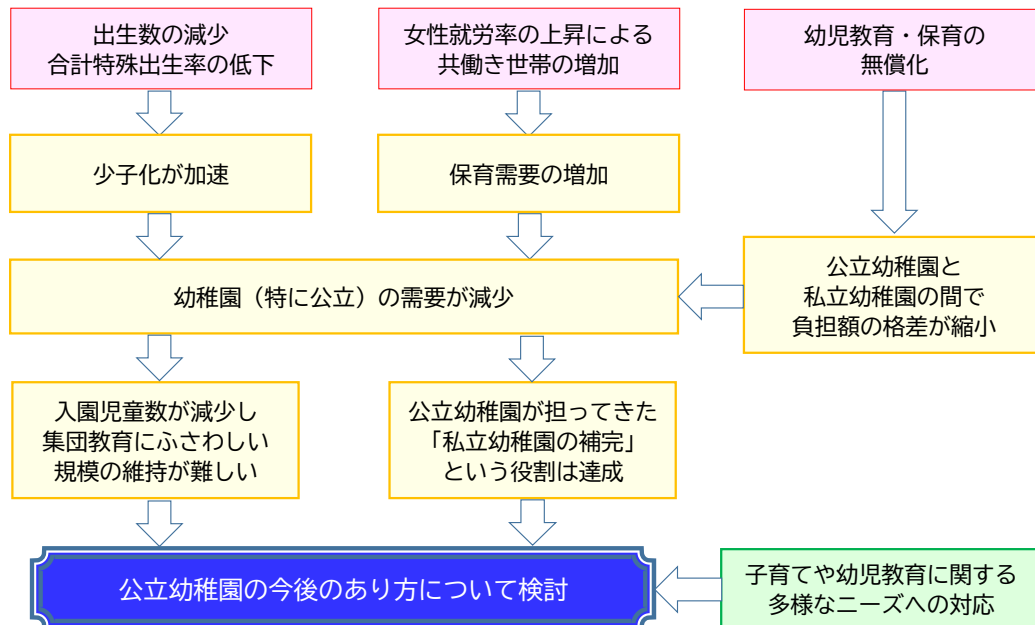 出生数の減少
合計特殊出生率の低下
女性就労率の上昇による
共働き世帯の増加
幼児教育・保育の
無償化
少子化が加速
保育需要の増加
幼稚園（特に公立）の需要が減少
公立幼稚園と
私立幼稚園の間で
負担額の格差が縮小
入園児童数が減少し
集団教育にふさわしい
規模の維持が難しい
公立幼稚園が担ってきた
「私立幼稚園の補完」
という役割は達成
公立幼稚園の今後のあり方について検討
子育てや幼児教育に関する
多様なニーズへの対応